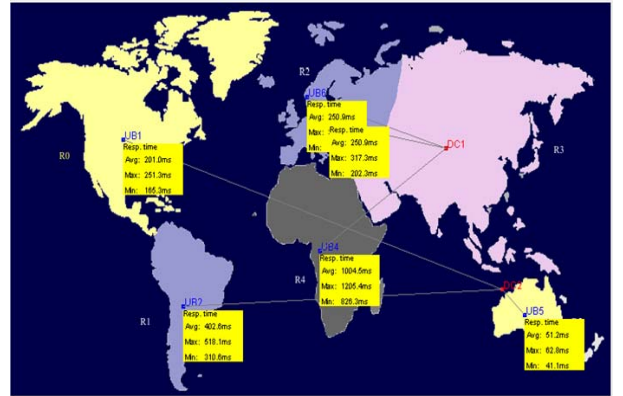 R2
UB6
Resp. time
Avg: 250.9ms
Max:
Min:
Resp. time
Avg: 250.9ms
Max: 317.3ms
Min: 202.3ms
DC1
R3
UB1
Resp. time
Avg: 201.0ms
Max: 251.3ms
Min: 165.3ms
R0
UB4
Resp. time
Avg: 1004.5ms
Max: 1205.4ms
Min: 826.3ms
R4
UB2
Resp. time
Avg: 402.6ms
Max: 518.1ms
Min: 310.6ms
R1
DC2
UB5
Resp. time
Avg: 51.2ms
Max: 62.8ms
Min: 41.1ms